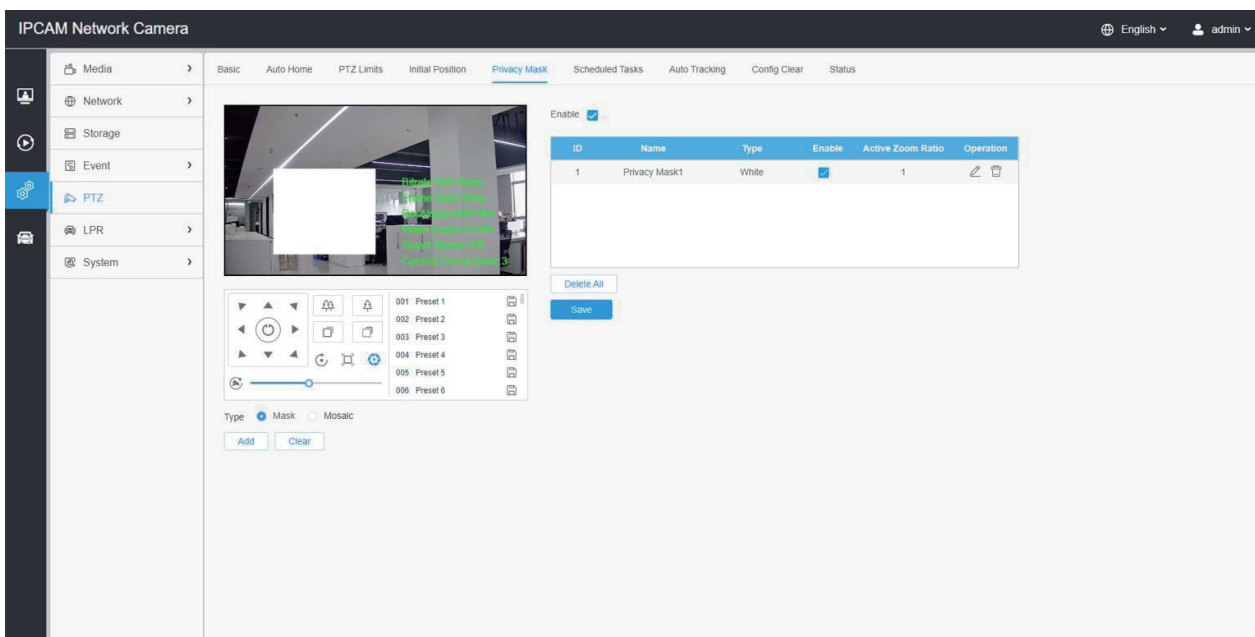 IPCAM Network Camera
English
admin
Media
Network
Storage
Event
PTZ
LPR
System
Basic Auto Home PTZ Limits Initial Position Privacy Mask Scheduled Tasks Auto Tracking Config Clear Status
Enable
ID Name Type Enable Active Zoom Ratio Operation
1 Privacy Mask1 White 1
Delete All
Save
001 Preset 1
002 Preset 2
003 Preset 3
004 Preset 4
005 Preset 5
006 Preset 6
Type Mask Mosaic
Add Clear